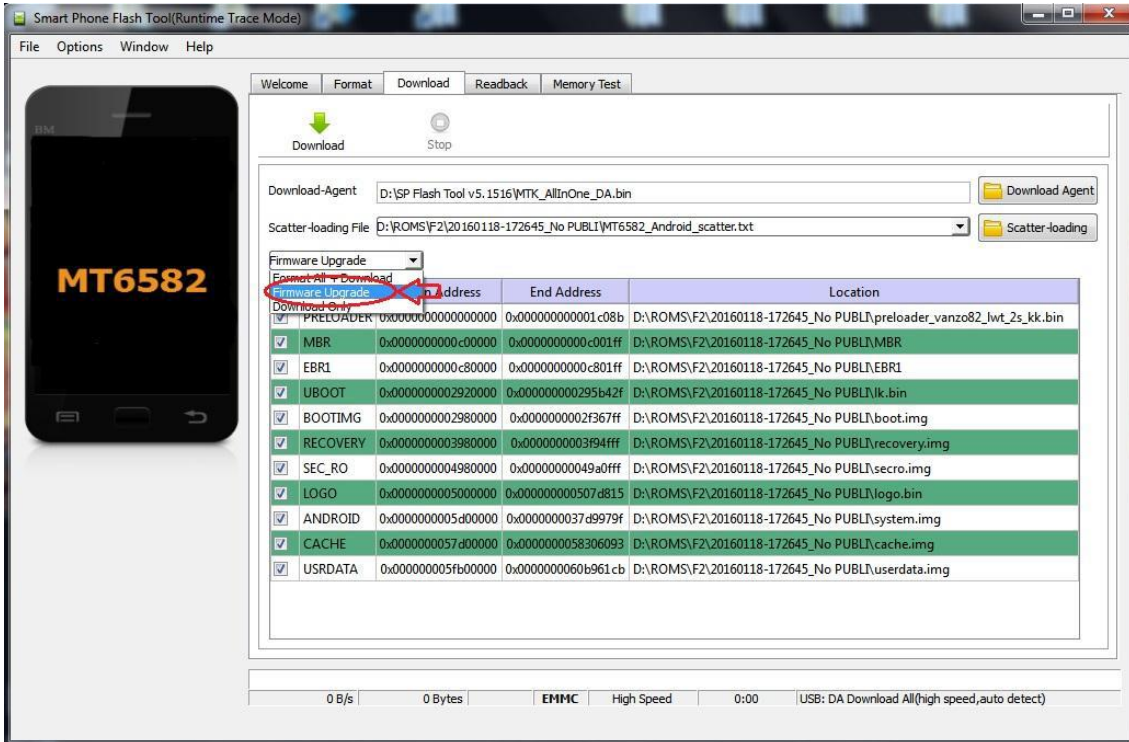 Smart Phone Flash Tool(Runtime Trace Mode)
File Options Window Help
Welcome Format Download Readback Memory Test
BM
Download Stop
Download-Agent D:\SP Flash Tool v5.1516\MTK_AllInOne_DA.bin Download Agent
Scatter-loading File D:\ROMS\F2\20160118-172645_No PUBLI\MT6582_Android_scatter.txt Scatter-loading
Firmware Upgrade
Format All + Download
Firmware Upgrade
Download Only
MT6582
Address End Address Location
PRELOADER 0x0000000000000000 0x000000000001c08b D:\ROMS\F2\20160118-172645_No PUBLI\preloader_vanzo82_lwt_2s_kk.bin
MBR 0x0000000000c00000 0x0000000000c001ff D:\ROMS\F2\20160118-172645_No PUBLI\MBR
EBR1 0x0000000000c80000 0x0000000000c801ff D:\ROMS\F2\20160118-172645_No PUBLI\EBR1
UBOOT 0x0000000002920000 0x000000000295b42f D:\ROMS\F2\20160118-172645_No PUBLI\lk.bin
BOOTIMG 0x0000000002980000 0x0000000002f367ff D:\ROMS\F2\20160118-172645_No PUBLI\boot.img
RECOVERY 0x0000000003980000 0x0000000003f94fff D:\ROMS\F2\20160118-172645_No PUBLI\recovery.img
SEC_RO 0x0000000004980000 0x00000000049a0fff D:\ROMS\F2\20160118-172645_No PUBLI\secro.img
LOGO 0x0000000005000000 0x000000000507d815 D:\ROMS\F2\20160118-172645_No PUBLI\logo.bin
ANDROID 0x0000000005d00000 0x0000000037d9979f D:\ROMS\F2\20160118-172645_No PUBLI\system.img
CACHE 0x0000000057d00000 0x0000000058306093 D:\ROMS\F2\20160118-172645_No PUBLI\cache.img
USRDATA 0x000000005fb00000 0x0000000060b961cb D:\ROMS\F2\20160118-172645_No PUBLI\userdata.img
0 B/s 0 Bytes EMMC High Speed 0:00 USB: DA Download All(high speed,auto detect)